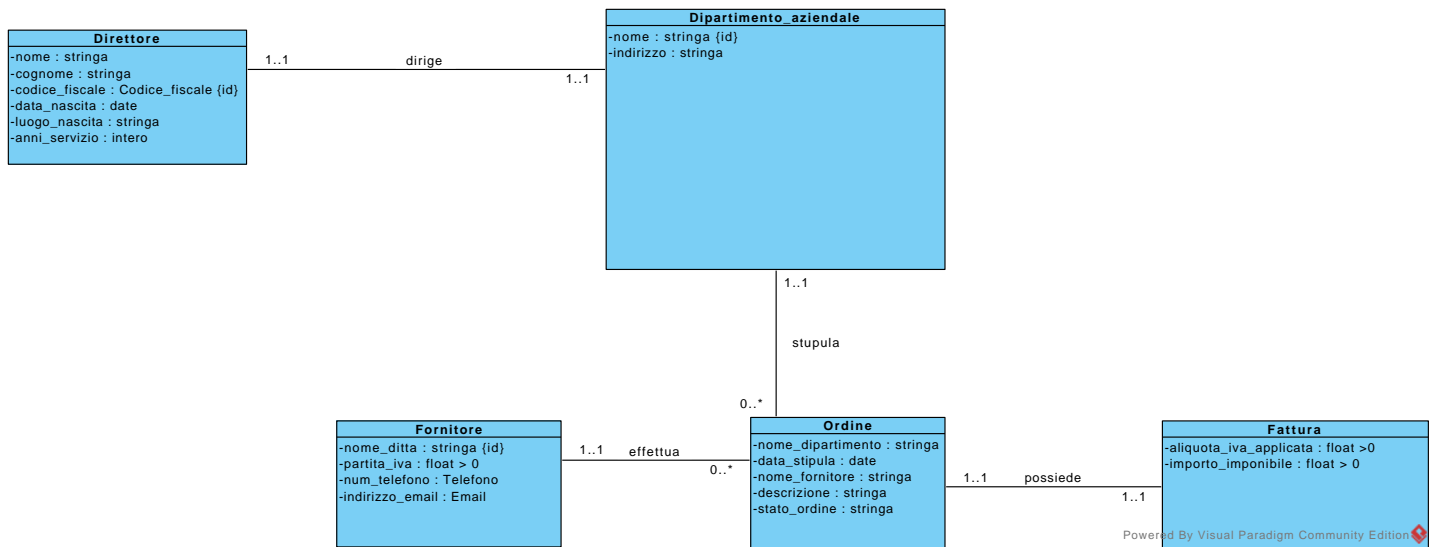 Direttore
-nome : stringa
-cognome : stringa
-codice_fiscale : Codice_fiscale {id}
-data_nascita : date
-luogo_nascita : stringa
-anni_servizio : intero
1..1
dirige
1..1
Dipartimento_aziendale
-nome : stringa {id}
-indirizzo : stringa
1..1
stupula
0..*
Fornitore
-nome_ditta : stringa {id}
-partita_iva : float > 0
-num_telefono : Telefono
-indirizzo_email : Email
1..1
effettua
0..*
Ordine
-nome_dipartimento : stringa
-data_stipula : date
-nome_fornitore : stringa
-descrizione : stringa
-stato_ordine : stringa
1..1
possiede
1..1
Fattura
-aliquota_iva_applicata : float >0
-importo_imponibile : float > 0
Powered By Visual Paradigm Community Edition